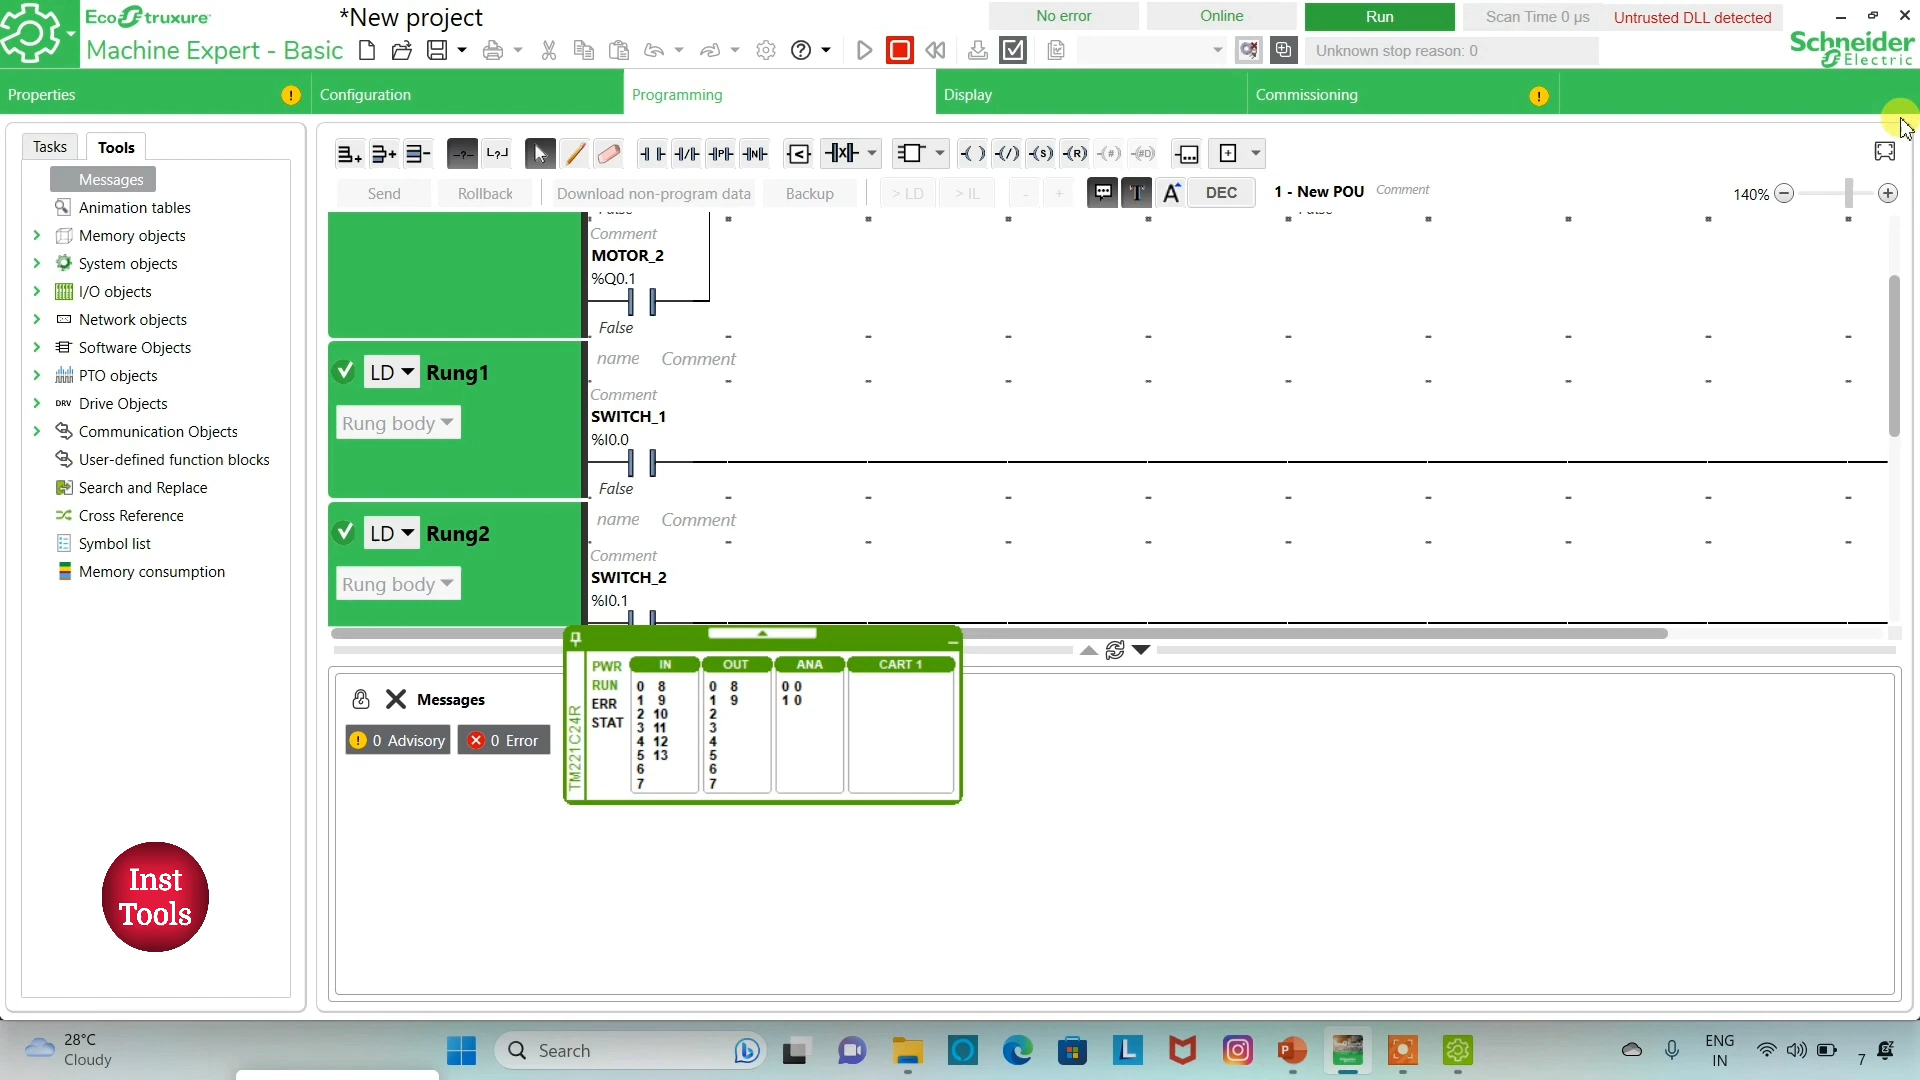 EcoStruxure
Machine Expert - Basic
*New project
No error
Online
Run
Scan Time 0 µs
Untrusted DLL detected
Unknown stop reason: 0
Schneider
Electric
Properties
Configuration
Programming
Display
Commissioning
Tasks
Tools
Messages
Animation tables
Memory objects
System objects
I/O objects
Network objects
Software Objects
PTO objects
DRV Drive Objects
Communication Objects
User-defined function blocks
Search and Replace
Cross Reference
Symbol list
Memory consumption
Send
Rollback
Download non-program data
Backup
> LD
> IL
-
+
T
A
DEC
1 - New POU
Comment
140%
False
False
Comment
MOTOR_2
%Q0.1
False
name Comment
LD Rung1
Rung body
Comment
SWITCH_1
%I0.0
False
name Comment
LD Rung2
Rung body
Comment
SWITCH_2
%I0.1
Messages
0 Advisory
0 Error
TM221C24R
PWR
RUN
ERR
STAT
IN
0 8
1 9
2 10
3 11
4 12
5 13
6
7
OUT
0 8
1 9
2
3
4
5
6
7
ANA
0 0
1 0
CART 1
Inst
Tools
28°C
Cloudy
Search
ENG
IN
7